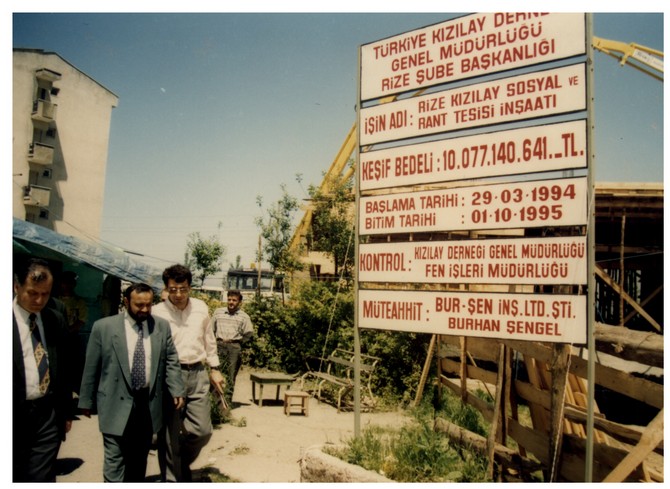 TÜRKİYE KIZILAY DERNE
GENEL MÜDÜRLÜĞÜ
RİZE ŞUBE BAŞKANLIĞI
İŞİN ADI: RİZE KIZILAY SOSYAL VE
RANT TESİSİ İNŞAATI
KEŞİF BEDELİ: 10.077.140.641._TL.
BAŞLAMA TARİHİ : 29-03-1994
BİTİM TARİHİ : 01-10-1995
KONTROL: KIZILAY DERNEĞİ GENEL MÜDÜRLÜĞÜ
FEN İŞLERİ MÜDÜRLÜĞÜ
MÜTEAHHİT: BUR-ŞEN İNŞ.LTD.ŞTİ.
BURHAN ŞENGEL